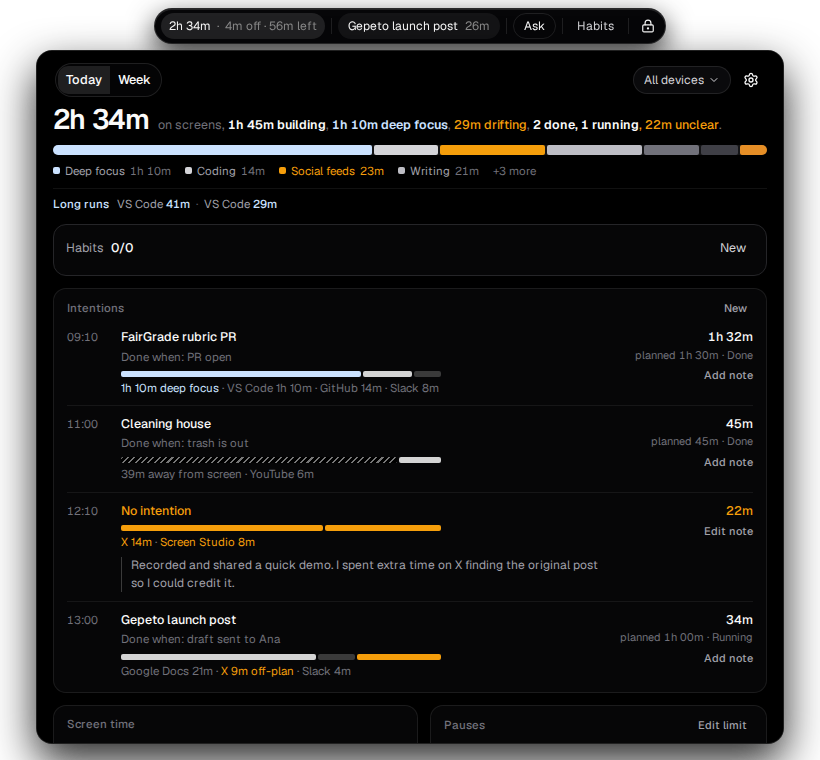 2h 34m · 4m off · 56m left Gepeto launch post 26m Ask Habits
Today Week All devices
2h 34m on screens, 1h 45m building, 1h 10m deep focus, 29m drifting, 2 done, 1 running, 22m unclear.
Deep focus 1h 10m Coding 14m Social feeds 23m Writing 21m +3 more
Long runs VS Code 41m · VS Code 29m
Habits 0/0 New
Intentions New
09:10 FairGrade rubric PR 1h 32m
Done when: PR open planned 1h 30m · Done
Add note
1h 10m deep focus · VS Code 1h 10m · GitHub 14m · Slack 8m
11:00 Cleaning house 45m
Done when: trash is out planned 45m · Done
Add note
39m away from screen · YouTube 6m
12:10 No intention 22m
Edit note
X 14m · Screen Studio 8m
Recorded and shared a quick demo. I spent extra time on X finding the original post
so I could credit it.
13:00 Gepeto launch post 34m
Done when: draft sent to Ana planned 1h 00m · Running
Add note
Google Docs 21m · X 9m off-plan · Slack 4m
Screen time Pauses Edit limit